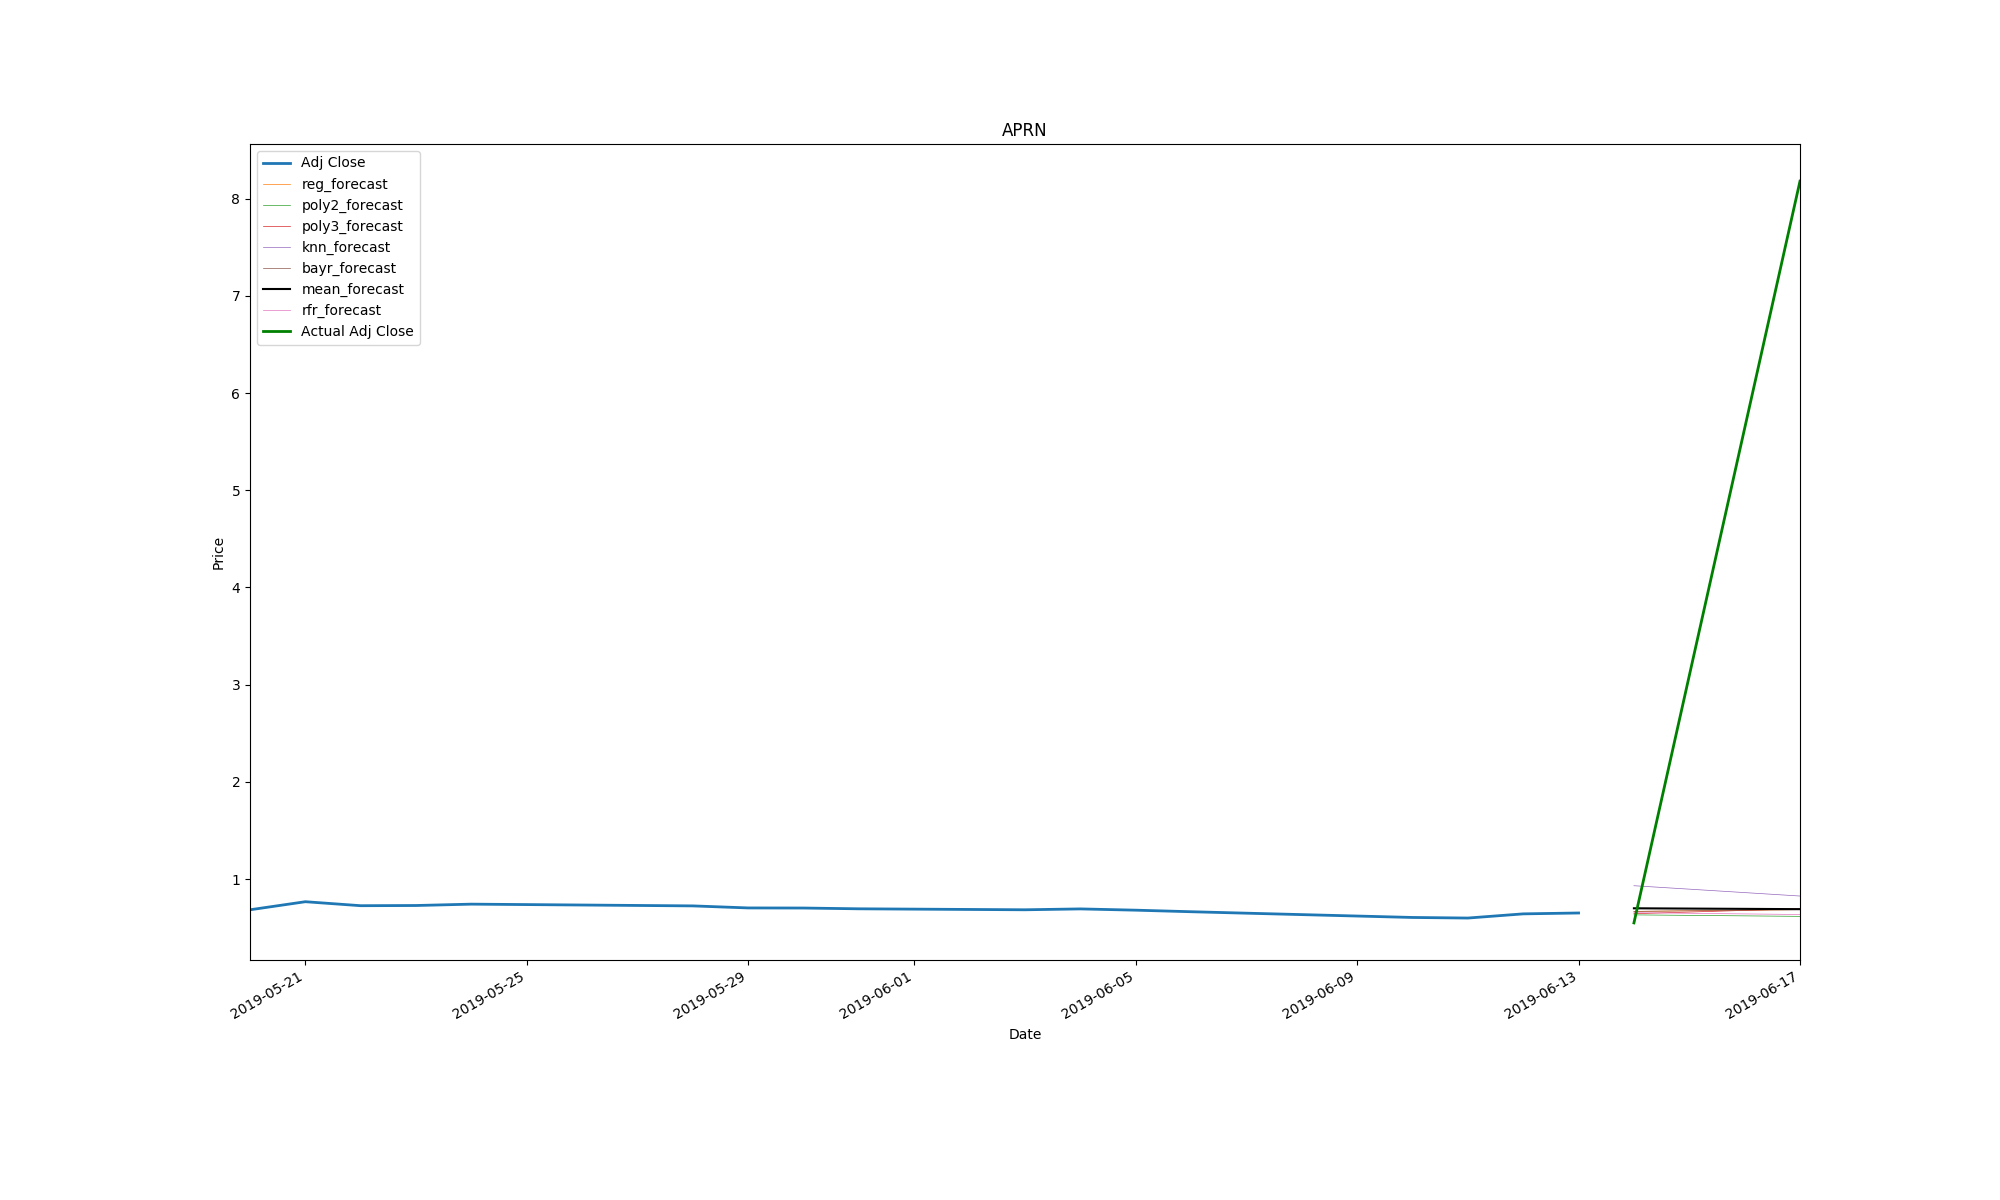 APRN
Adj Close
reg_forecast
poly2_forecast
poly3_forecast
knn_forecast
bayr_forecast
mean_forecast
rfr_forecast
Actual Adj Close
8
7
6
5
4
3
2
1
Price
2019-05-21
2019-05-25
2019-05-29
2019-06-01
2019-06-05
2019-06-09
2019-06-13
2019-06-17
Date